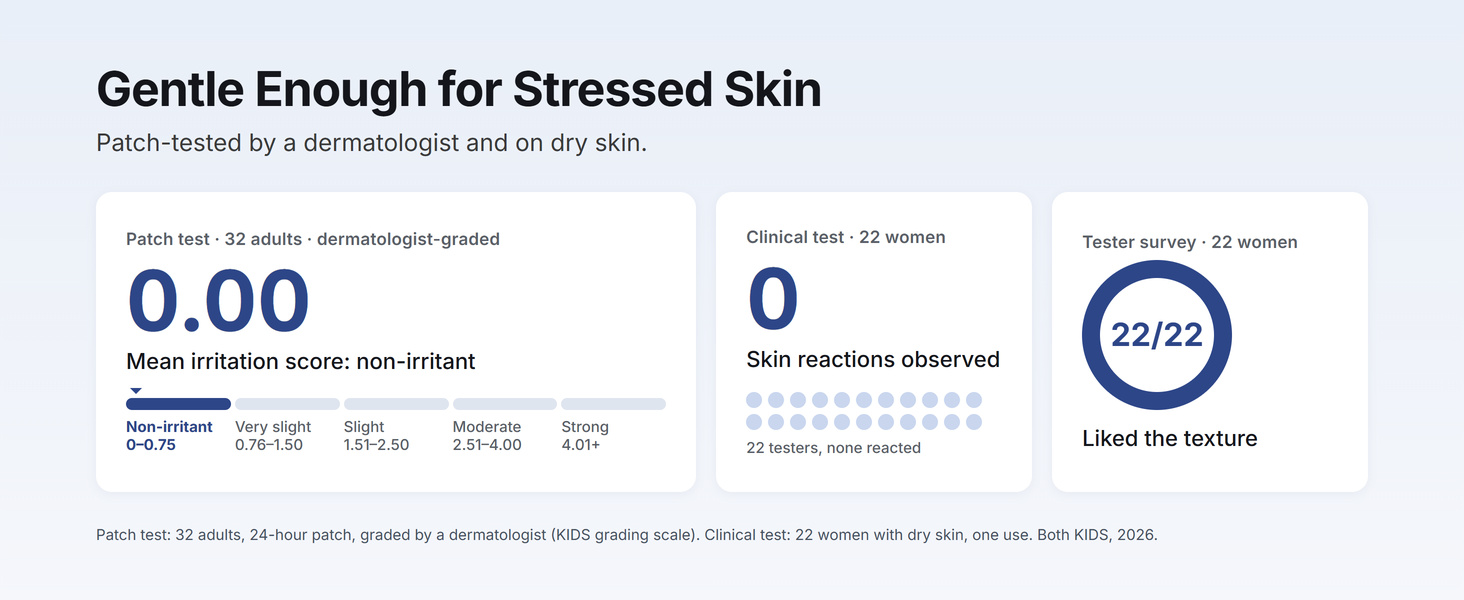 Gentle Enough for Stressed Skin
Patch-tested by a dermatologist and on dry skin.
Patch test · 32 adults · dermatologist-graded
0.00
Mean irritation score: non-irritant
Non-irritant
0–0.75
Very slight
0.76–1.50
Slight
1.51–2.50
Moderate
2.51–4.00
Strong
4.01+
Clinical test · 22 women
0
Skin reactions observed
22 testers, none reacted
Tester survey · 22 women
22/22
Liked the texture
Patch test: 32 adults, 24-hour patch, graded by a dermatologist (KIDS grading scale). Clinical test: 22 women with dry skin, one use. Both KIDS, 2026.